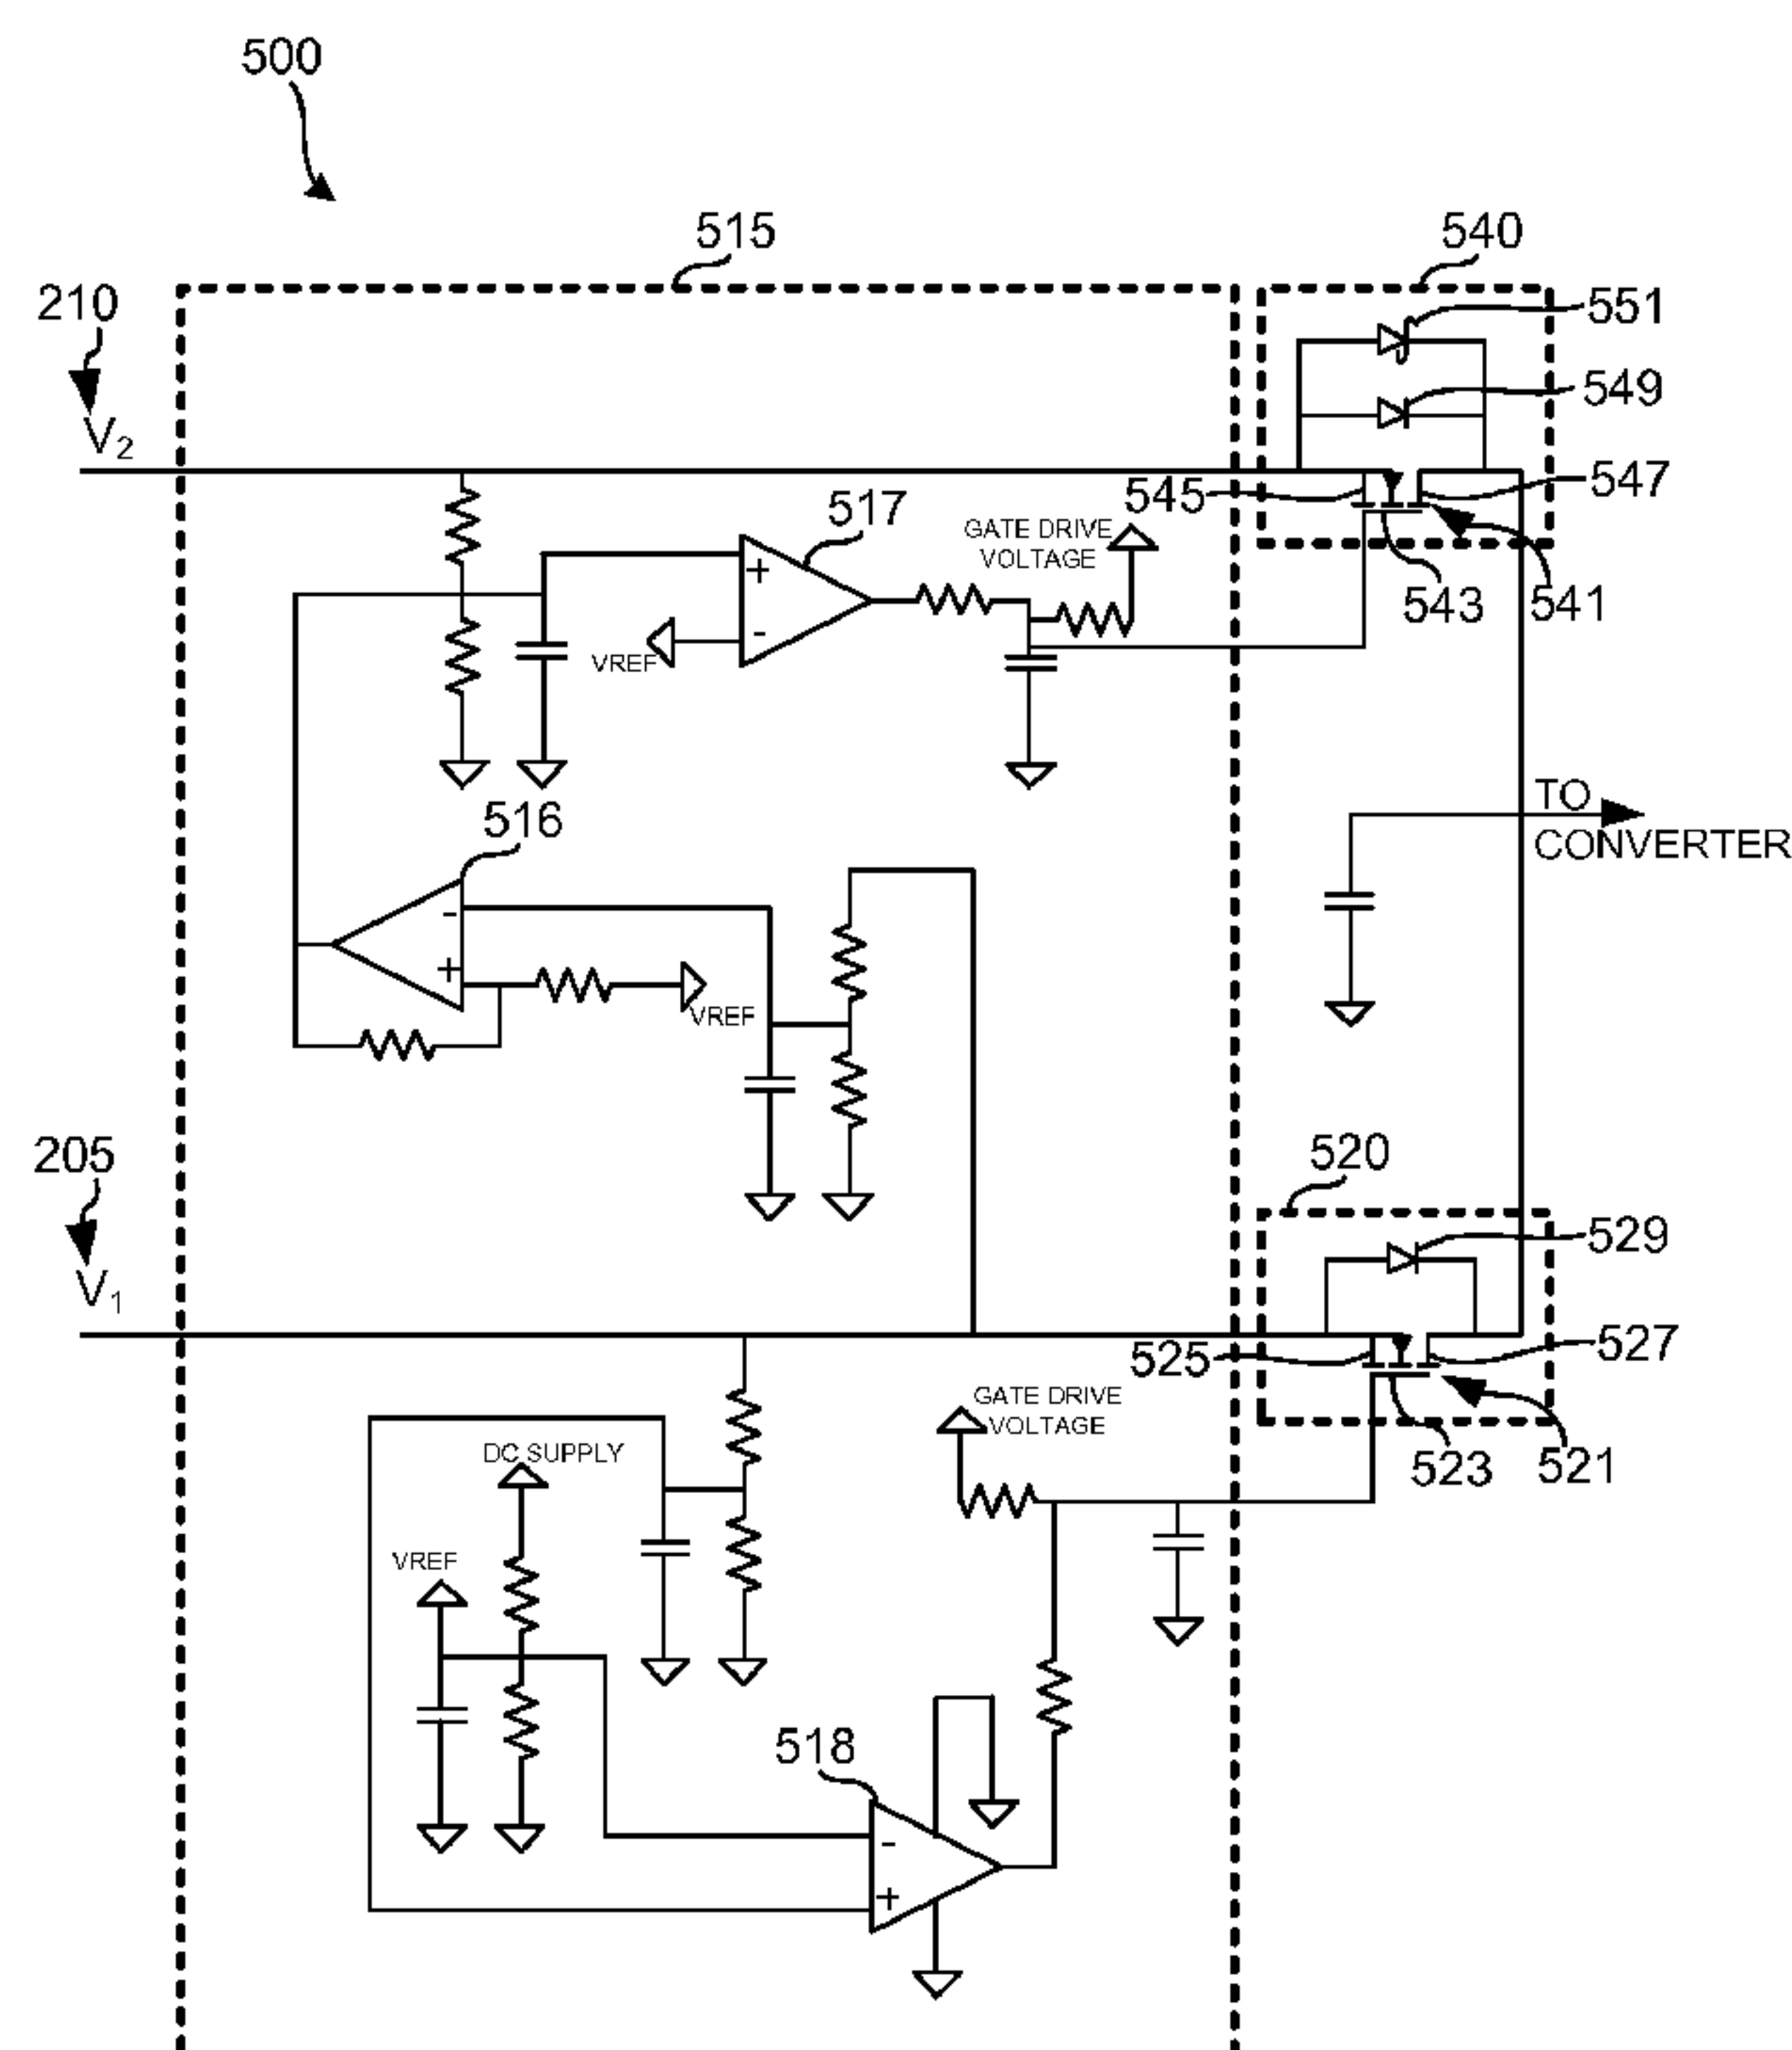 500
515
540
210
551
549
V2
545
547
517
GATE DRIVE
VOLTAGE
+
-
VREF
543
541
516
TO
CONVERTER
-
+
VREF
205
520
V1
529
525
527
GATE DRIVE
VOLTAGE
DC SUPPLY
523
521
VREF
518
-
+